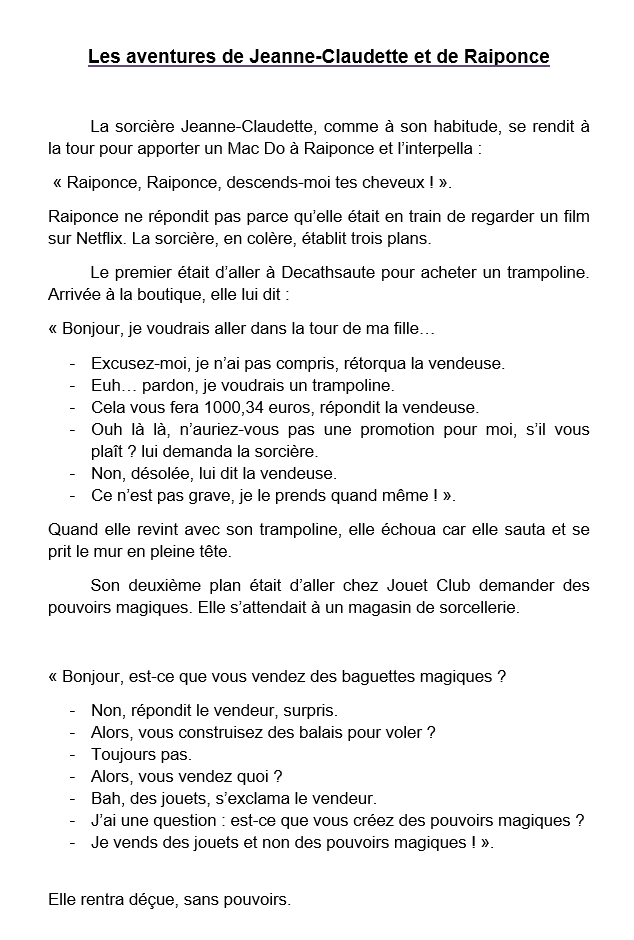 Les aventures de Jeanne-Claudette et de Raiponce
La sorcière Jeanne-Claudette, comme à son habitude, se rendit à
la tour pour apporter un Mac Do à Raiponce et l’interpella :
« Raiponce, Raiponce, descends-moi tes cheveux ! ».
Raiponce ne répondit pas parce qu’elle était en train de regarder un film
sur Netflix. La sorcière, en colère, établit trois plans.
Le premier était d’aller à Decathsaute pour acheter un trampoline.
Arrivée à la boutique, elle lui dit :
« Bonjour, je voudrais aller dans la tour de ma fille…
- Excusez-moi, je n’ai pas compris, rétorqua la vendeuse.
- Euh… pardon, je voudrais un trampoline.
- Cela vous fera 1000,34 euros, répondit la vendeuse.
- Ouh là là, n’auriez-vous pas une promotion pour moi, s’il vous
plaît ? lui demanda la sorcière.
- Non, désolée, lui dit la vendeuse.
- Ce n’est pas grave, je le prends quand même ! ».
Quand elle revint avec son trampoline, elle échoua car elle sauta et se
prit le mur en pleine tête.
Son deuxième plan était d’aller chez Jouet Club demander des
pouvoirs magiques. Elle s’attendait à un magasin de sorcellerie.
« Bonjour, est-ce que vous vendez des baguettes magiques ?
- Non, répondit le vendeur, surpris.
- Alors, vous construisez des balais pour voler ?
- Toujours pas.
- Alors, vous vendez quoi ?
- Bah, des jouets, s’exclama le vendeur.
- J’ai une question : est-ce que vous créez des pouvoirs magiques ?
- Je vends des jouets et non des pouvoirs magiques ! ».
Elle rentra déçue, sans pouvoirs.